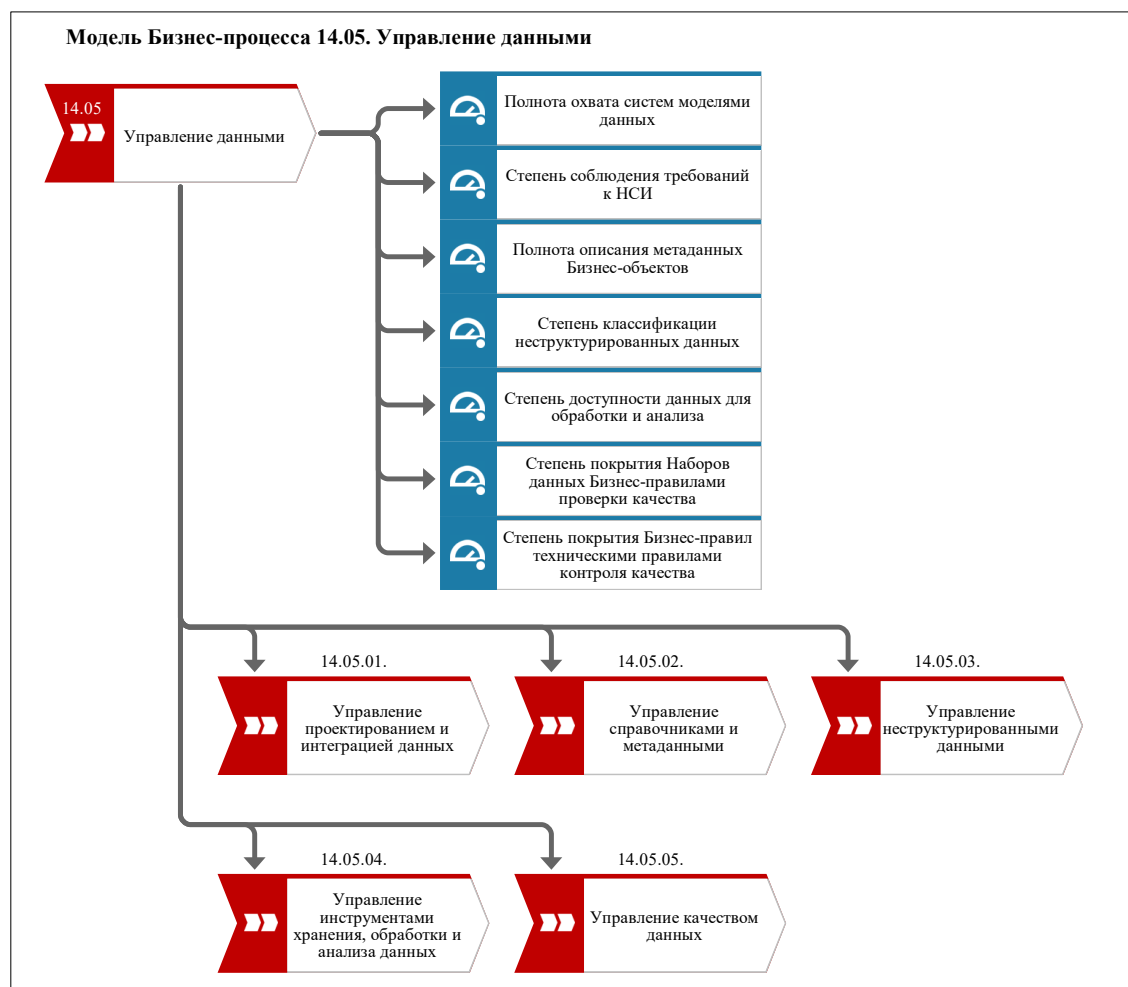 Модель Бизнес-процесса 14.05. Управление данными
14.05
Управление данными
Полнота охвата систем моделями
данных
Степень соблюдения требований
к НСИ
Полнота описания метаданных
Бизнес-объектов
Степень классификации
неструктурированных данных
Степень доступности данных для
обработки и анализа
Степень покрытия Наборов
данных Бизнес-правилами
проверки качества
Степень покрытия Бизнес-правил
техническими правилами
контроля качества
14.05.01.
Управление
проектированием и
интеграцией данных
14.05.02.
Управление
справочниками и
метаданными
14.05.03.
Управление
неструктурированными
данными
14.05.04.
Управление
инструментами
хранения, обработки и
анализа данных
14.05.05.
Управление качеством
данных